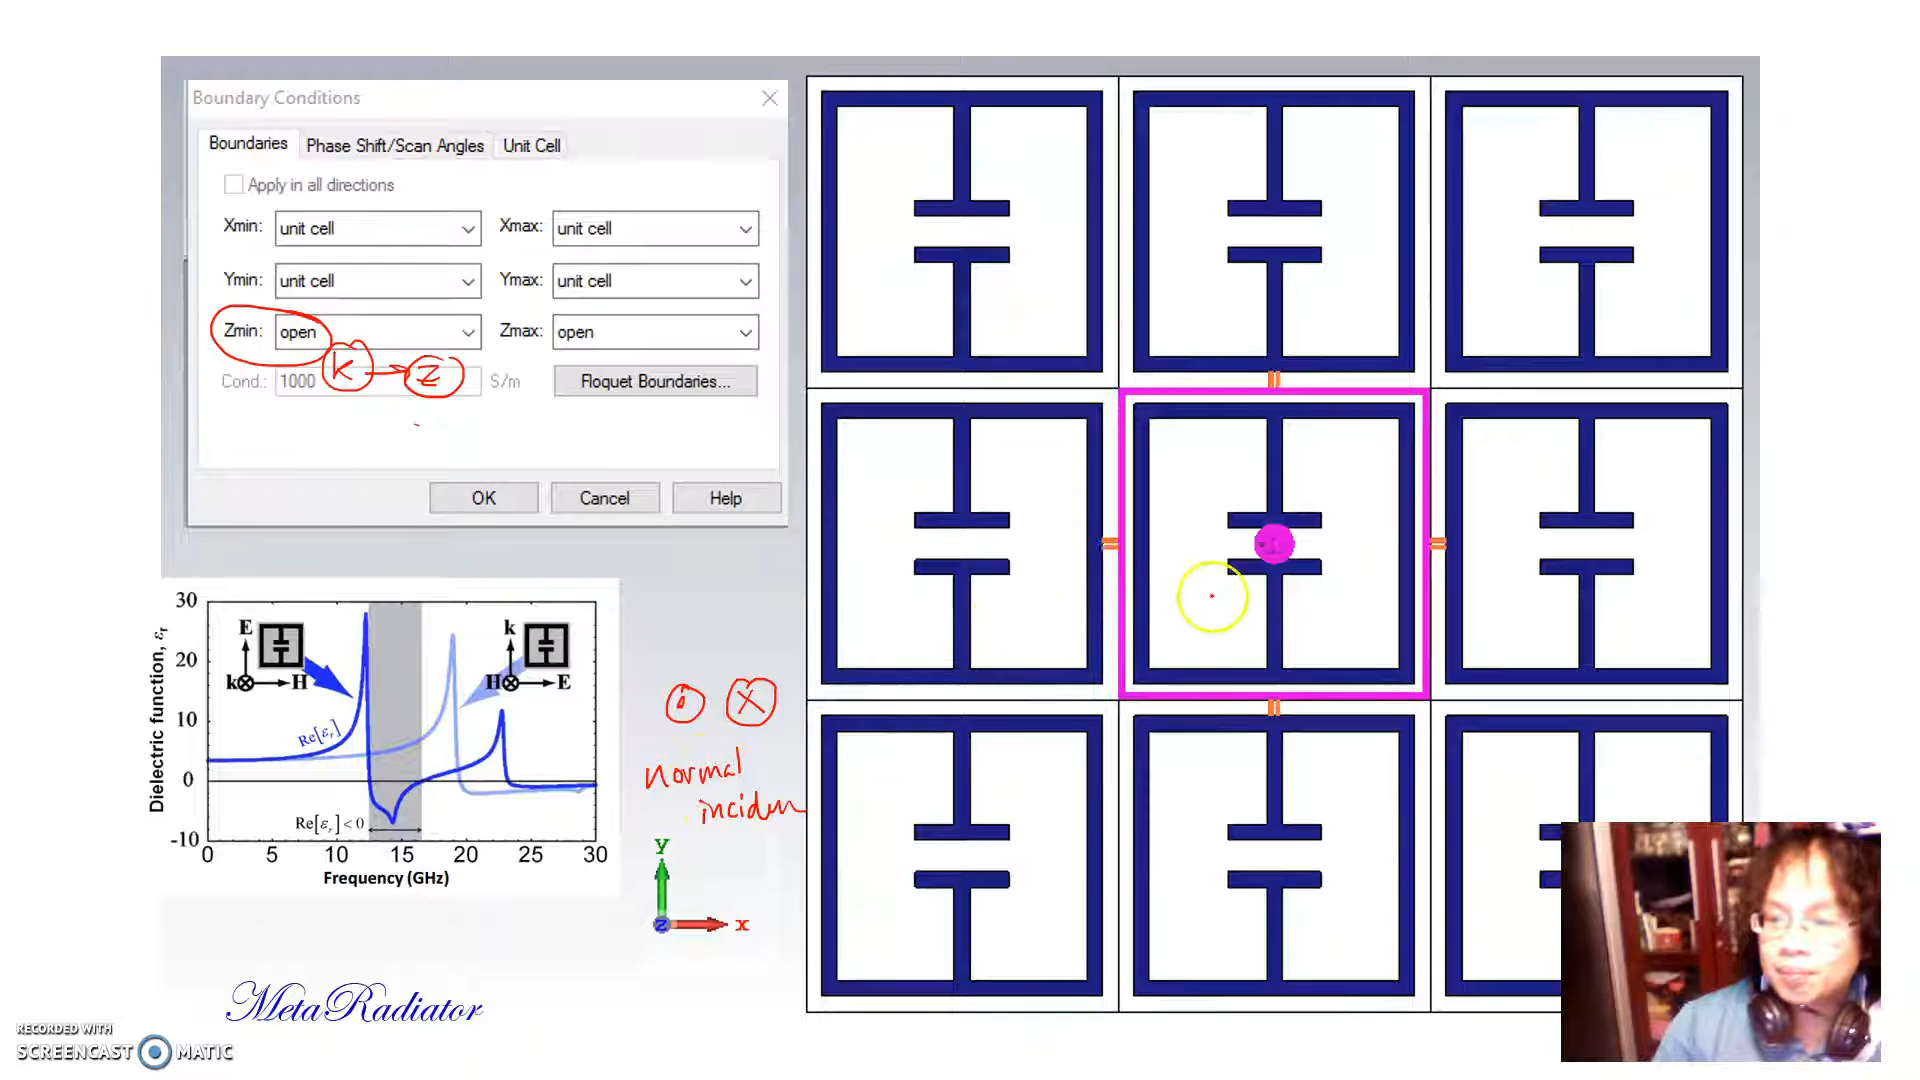 Boundary Conditions
Boundaries Phase Shift/Scan Angles Unit Cell
Apply in all directions
Xmin: unit cell Xmax: unit cell
Ymin: unit cell Ymax: unit cell
Zmin: open Zmax: open
K → Z
Cond.: 1000 S/m Floquet Boundaries...
OK Cancel Help
Dielectric function, εr
30
20
10
0
-10
E
k H
k
H E
Re[εr]
Re[εr]<0
0 5 10 15 20 25 30
Frequency (GHz)
X
normal
inciden
y
z x
MetaRadiator
RECORDED WITH
SCREENCAST MATIC